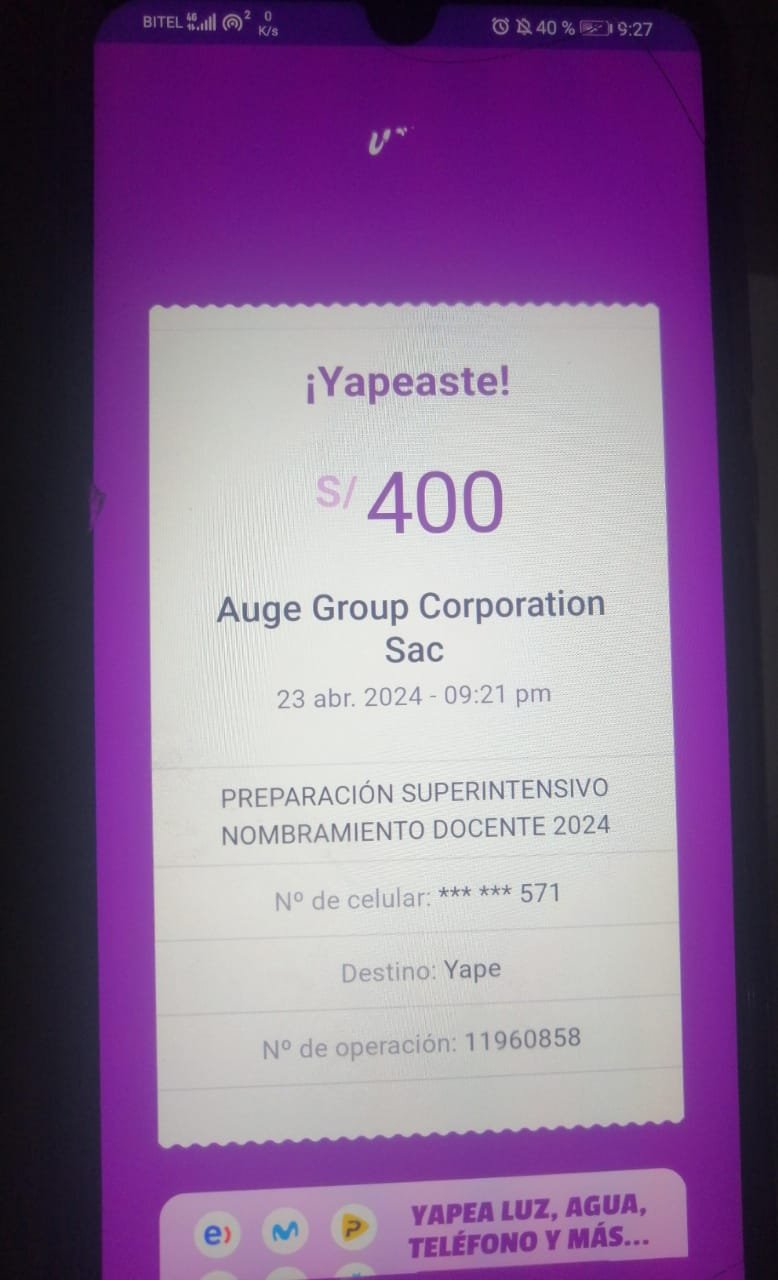 BITEL 4G 2 0 K/s 40 % 9:27
¡Yapeaste!
S/ 400
Auge Group Corporation
Sac
23 abr. 2024 - 09:21 pm
PREPARACIÓN SUPERINTENSIVO
NOMBRAMIENTO DOCENTE 2024
Nº de celular: *** *** 571
Destino: Yape
Nº de operación: 11960858
e) P YAPEA LUZ, AGUA,
TELÉFONO Y MÁS...